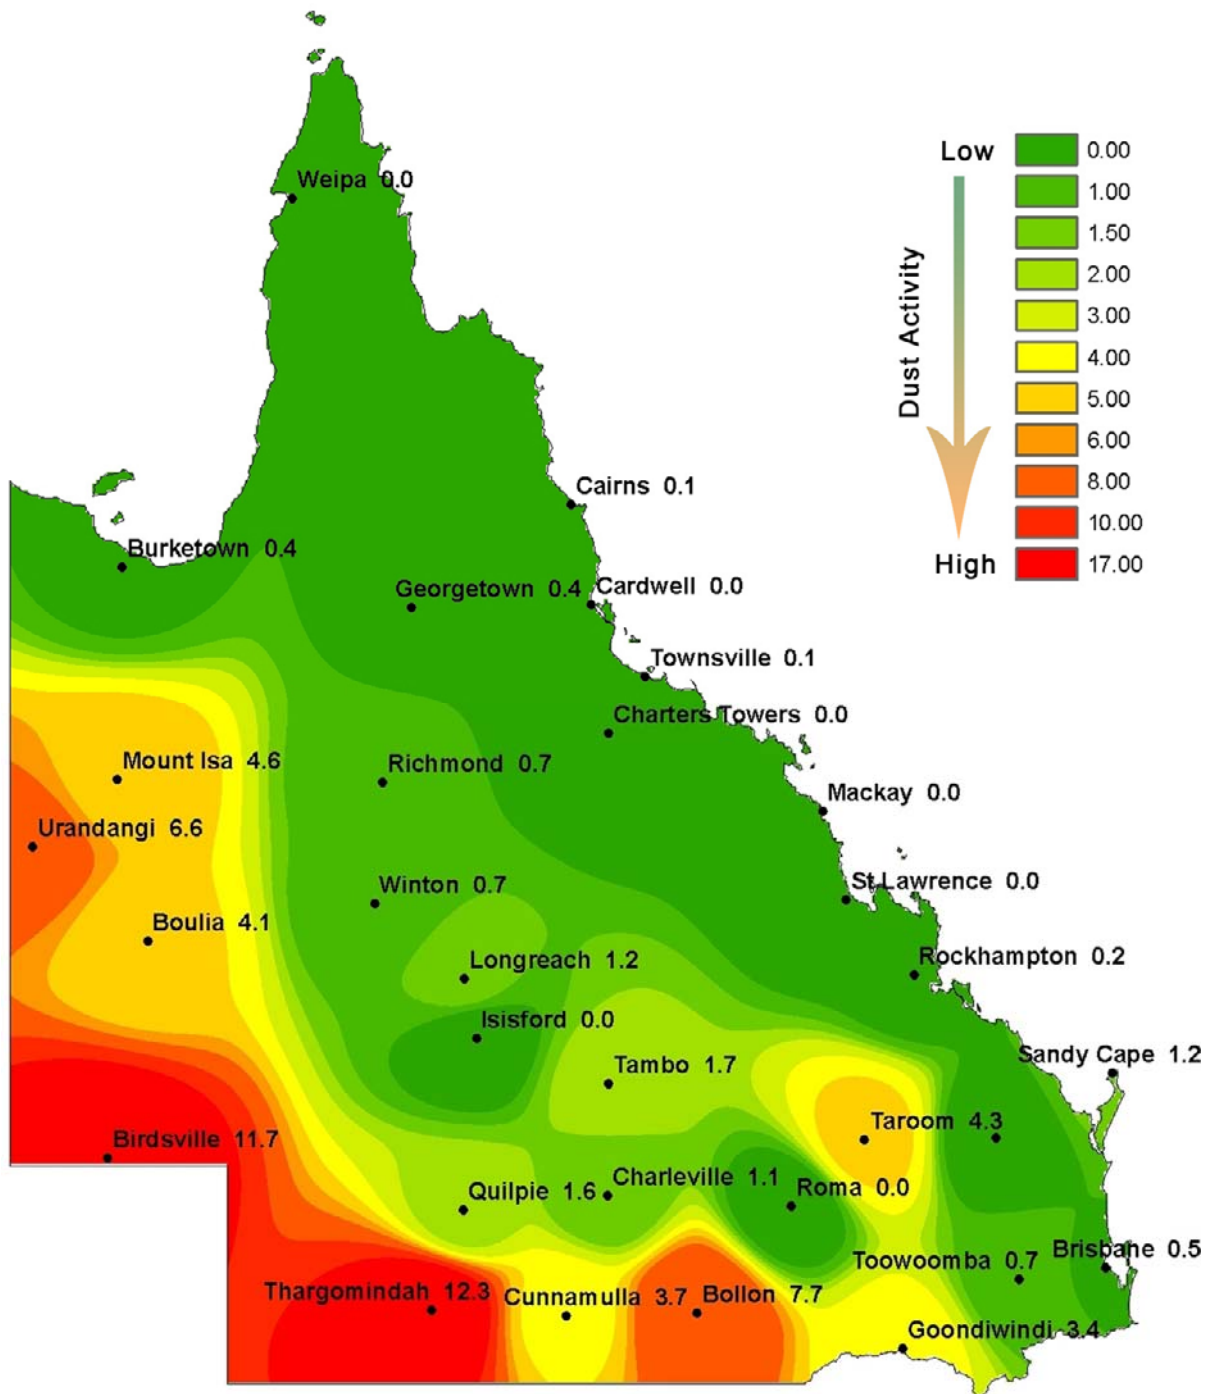 Low
0.00
1.00
1.50
2.00
3.00
4.00
5.00
6.00
8.00
10.00
17.00
High
Dust Activity
Weipa 0.0
Cairns 0.1
Burketown 0.4
Georgetown 0.4
Cardwell 0.0
Townsville 0.1
Charters Towers 0.0
Mount Isa 4.6
Richmond 0.7
Mackay 0.0
Urandangi 6.6
Winton 0.7
St Lawrence 0.0
Boulia 4.1
Longreach 1.2
Rockhampton 0.2
Isisford 0.0
Sandy Cape 1.2
Tambo 1.7
Taroom 4.3
Birdsville 11.7
Charleville 1.1
Quilpie 1.6
Roma 0.0
Toowoomba 0.7
Brisbane 0.5
Thargomindah 12.3
Cunnamulla 3.7
Bollon 7.7
Goondiwindi 3.4